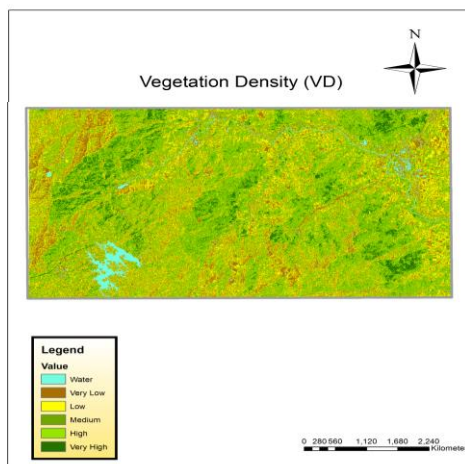 N
Vegetation Density (VD)
Legend
Value
Water
Very Low
Low
Medium
High
Very High
0 280 560 1,120 1,680 2,240
Kilomete